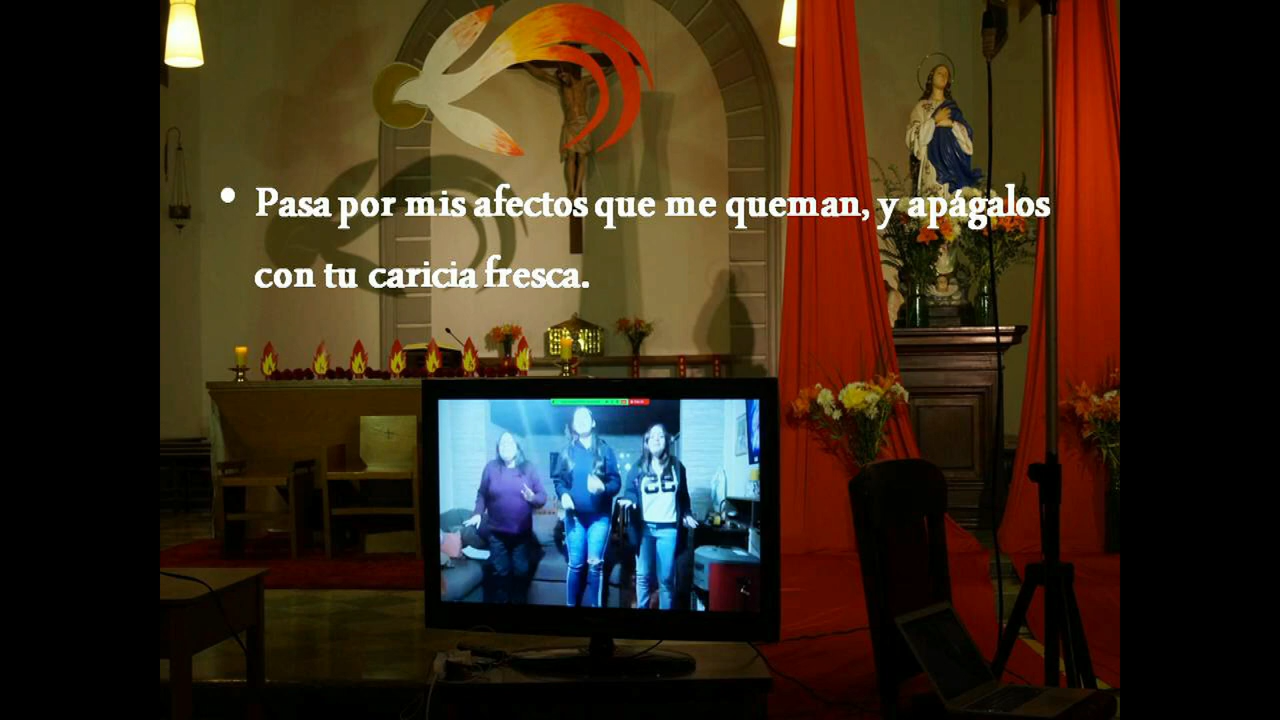 • Pasa por mis afectos que me queman, y apágalos
con tu caricia fresca.